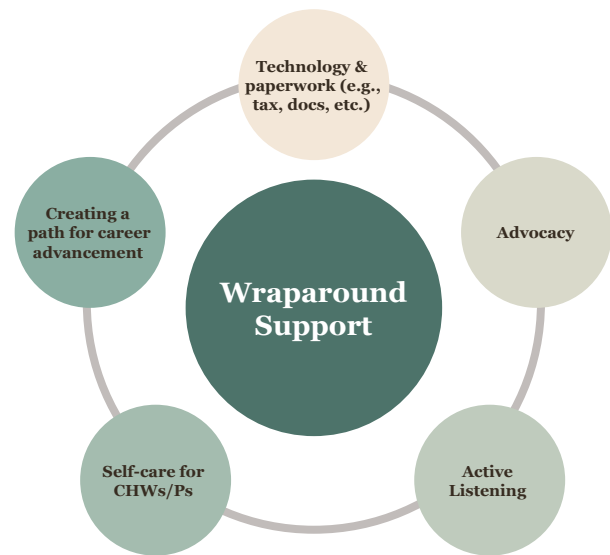 Technology &
paperwork (e.g.,
tax, docs, etc.)
Creating a
path for career
advancement
Advocacy
Wraparound
Support
Self-care for
CHWs/Ps
Active
Listening